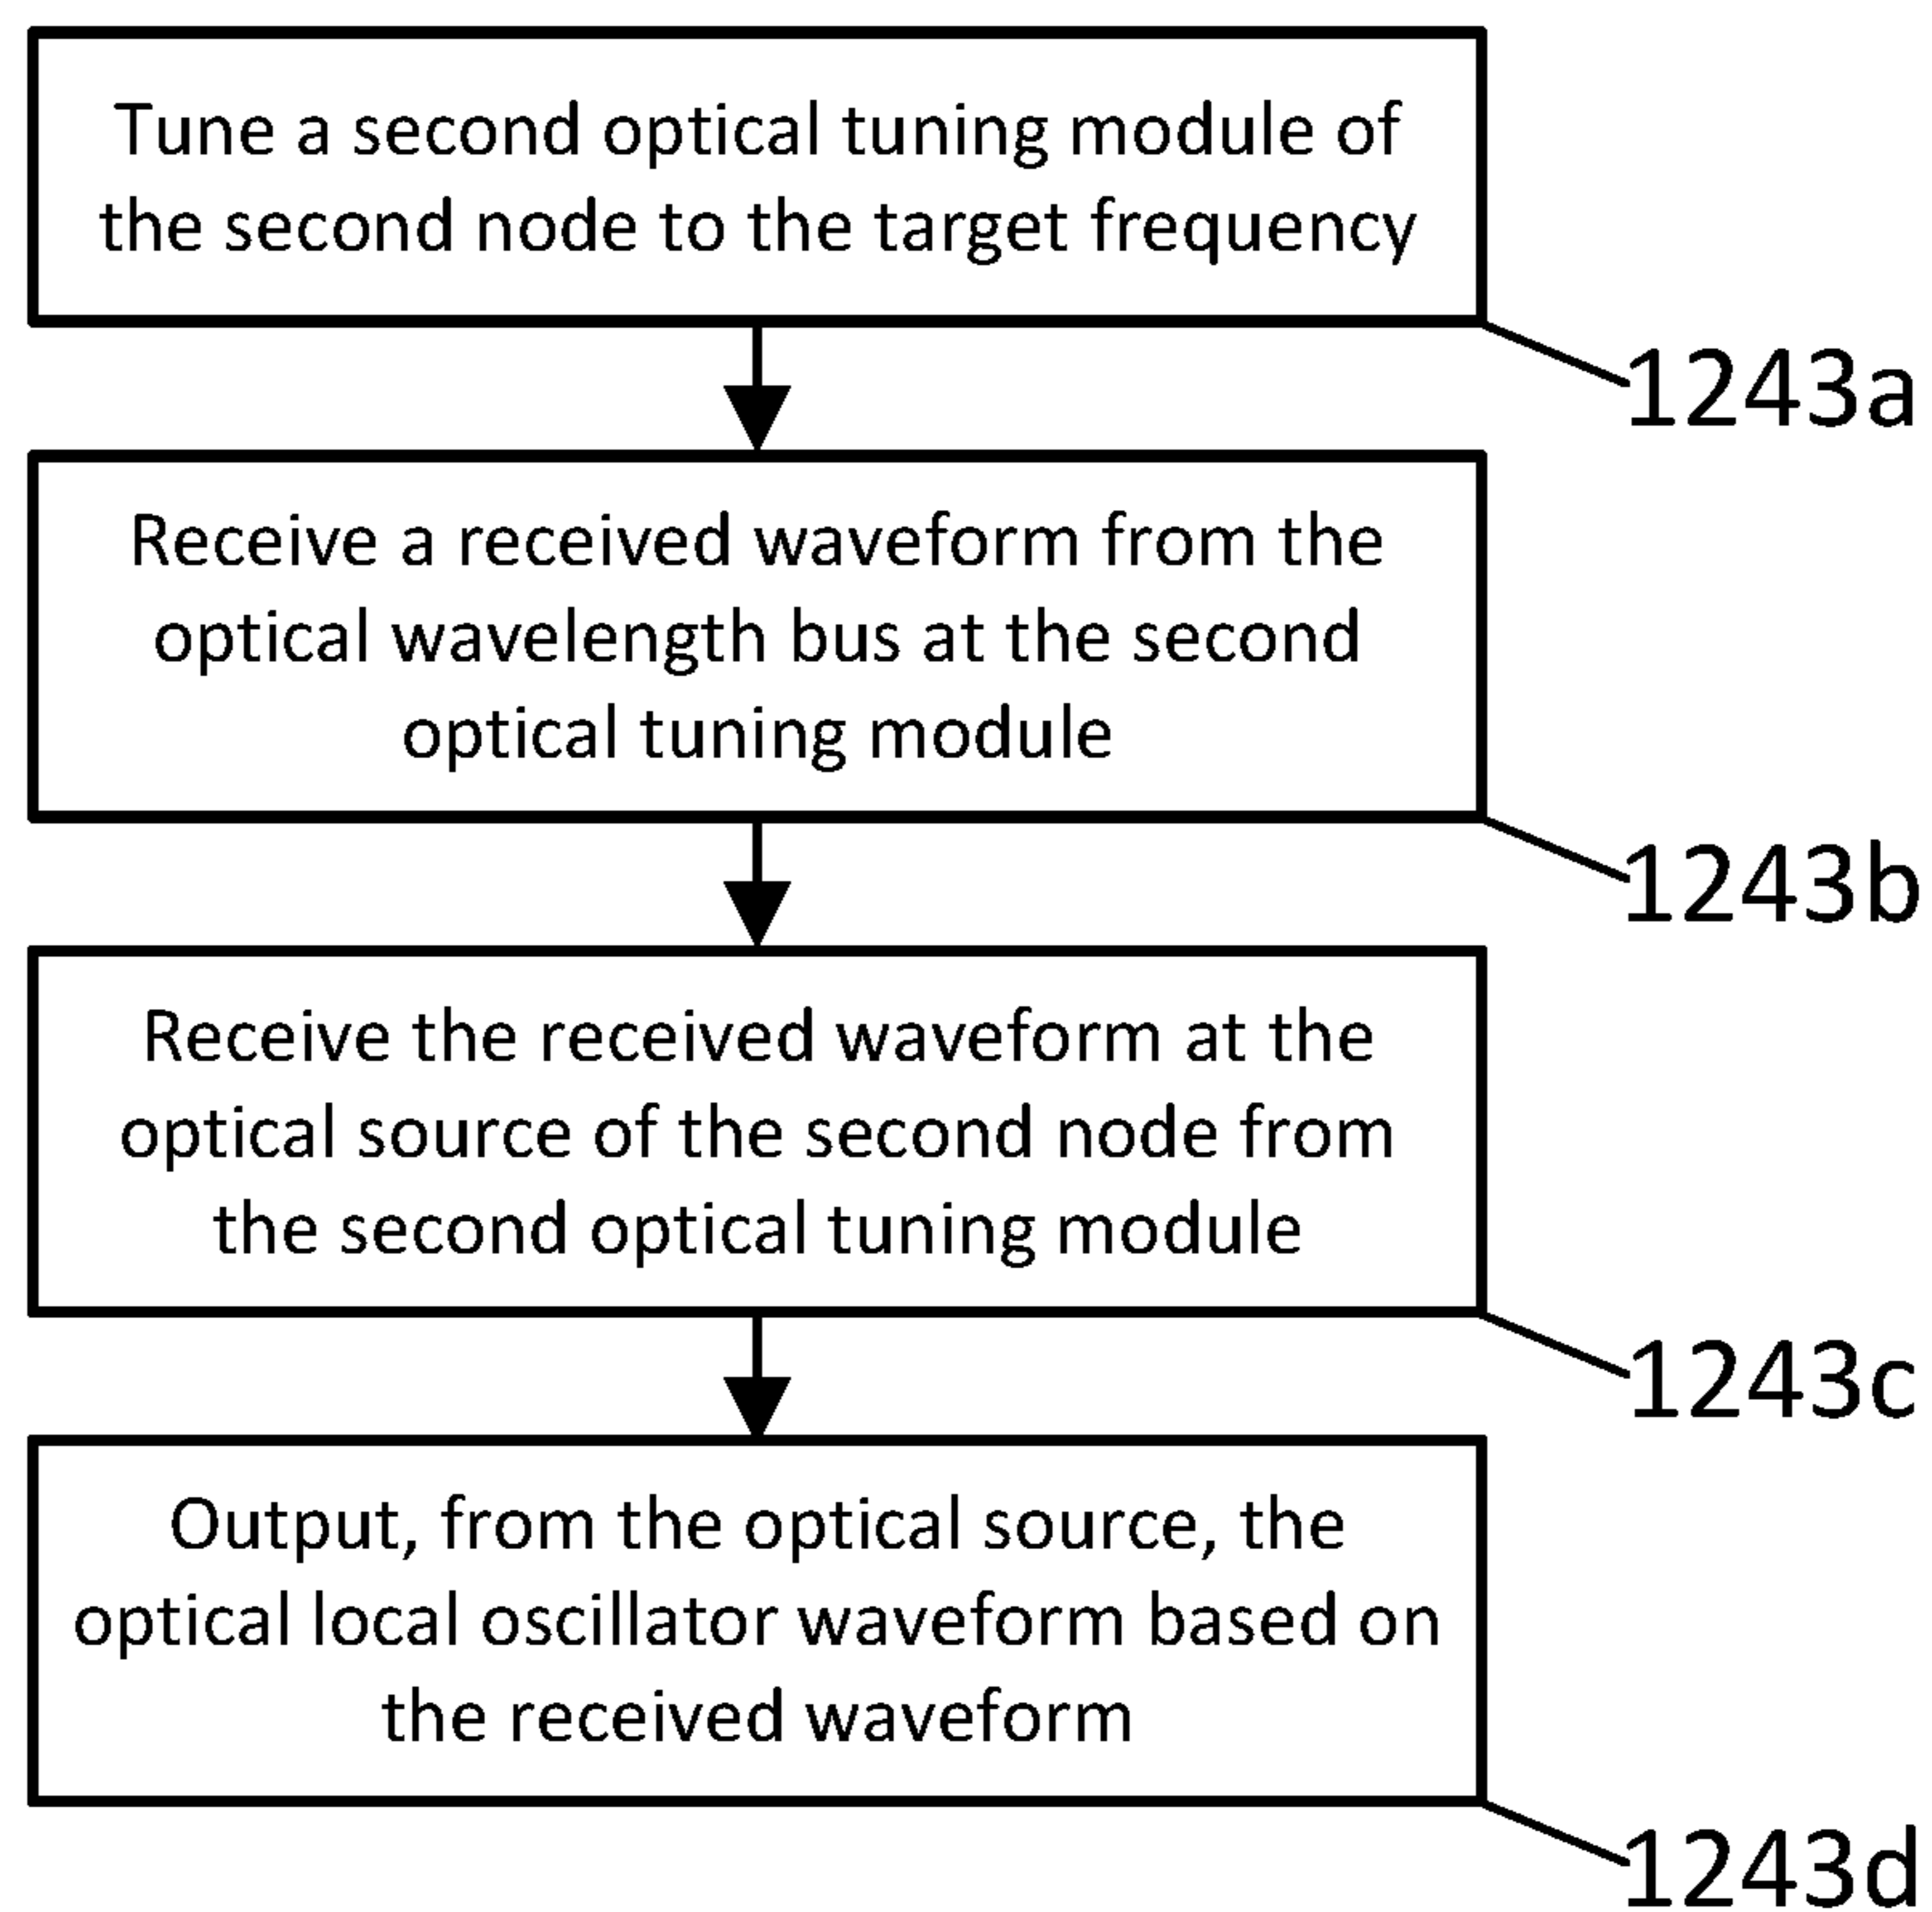 Tune a second optical tuning module of
the second node to the target frequency
1243a
Receive a received waveform from the
optical wavelength bus at the second
optical tuning module
1243b
Receive the received waveform at the
optical source of the second node from
the second optical tuning module
1243c
Output, from the optical source, the
optical local oscillator waveform based on
the received waveform
1243d